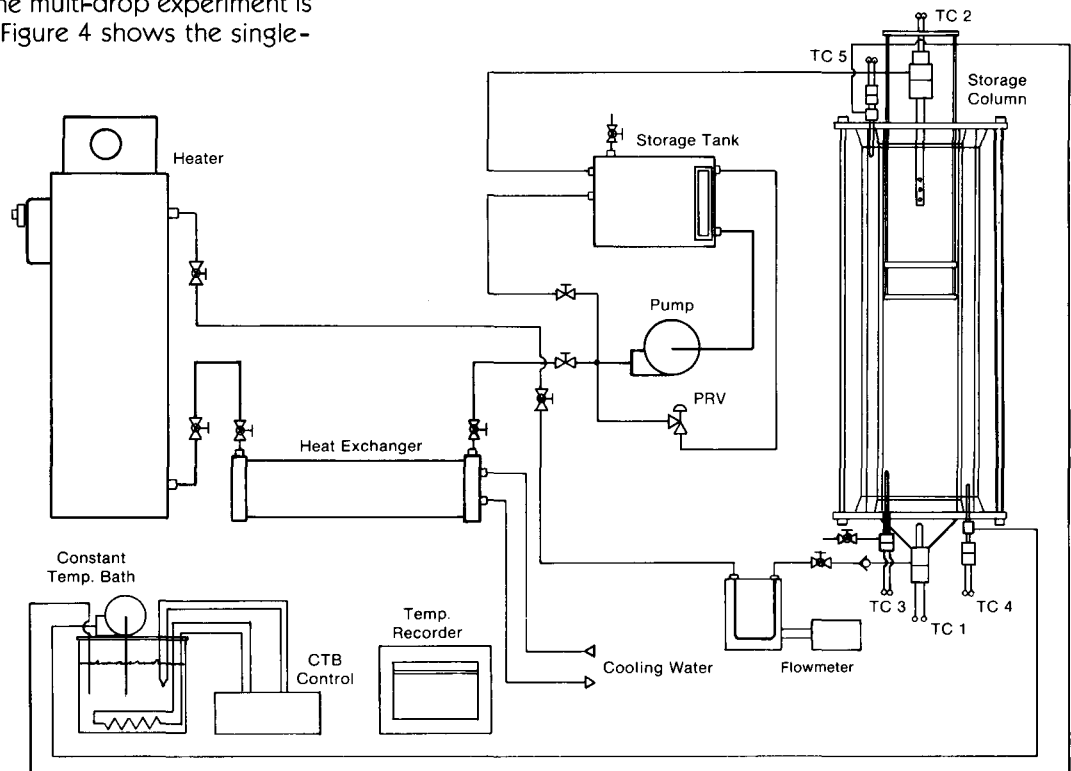 he multi-drop experiment is
Figure 4 shows the single-
TC 2
TC 5
Storage
Column
Storage Tank
Heater
Pump
PRV
Heat Exchanger
Constant
Temp. Bath
TC 3
TC 4
TC 1
Temp.
Recorder
CTB
Control
Cooling Water
Flowmeter